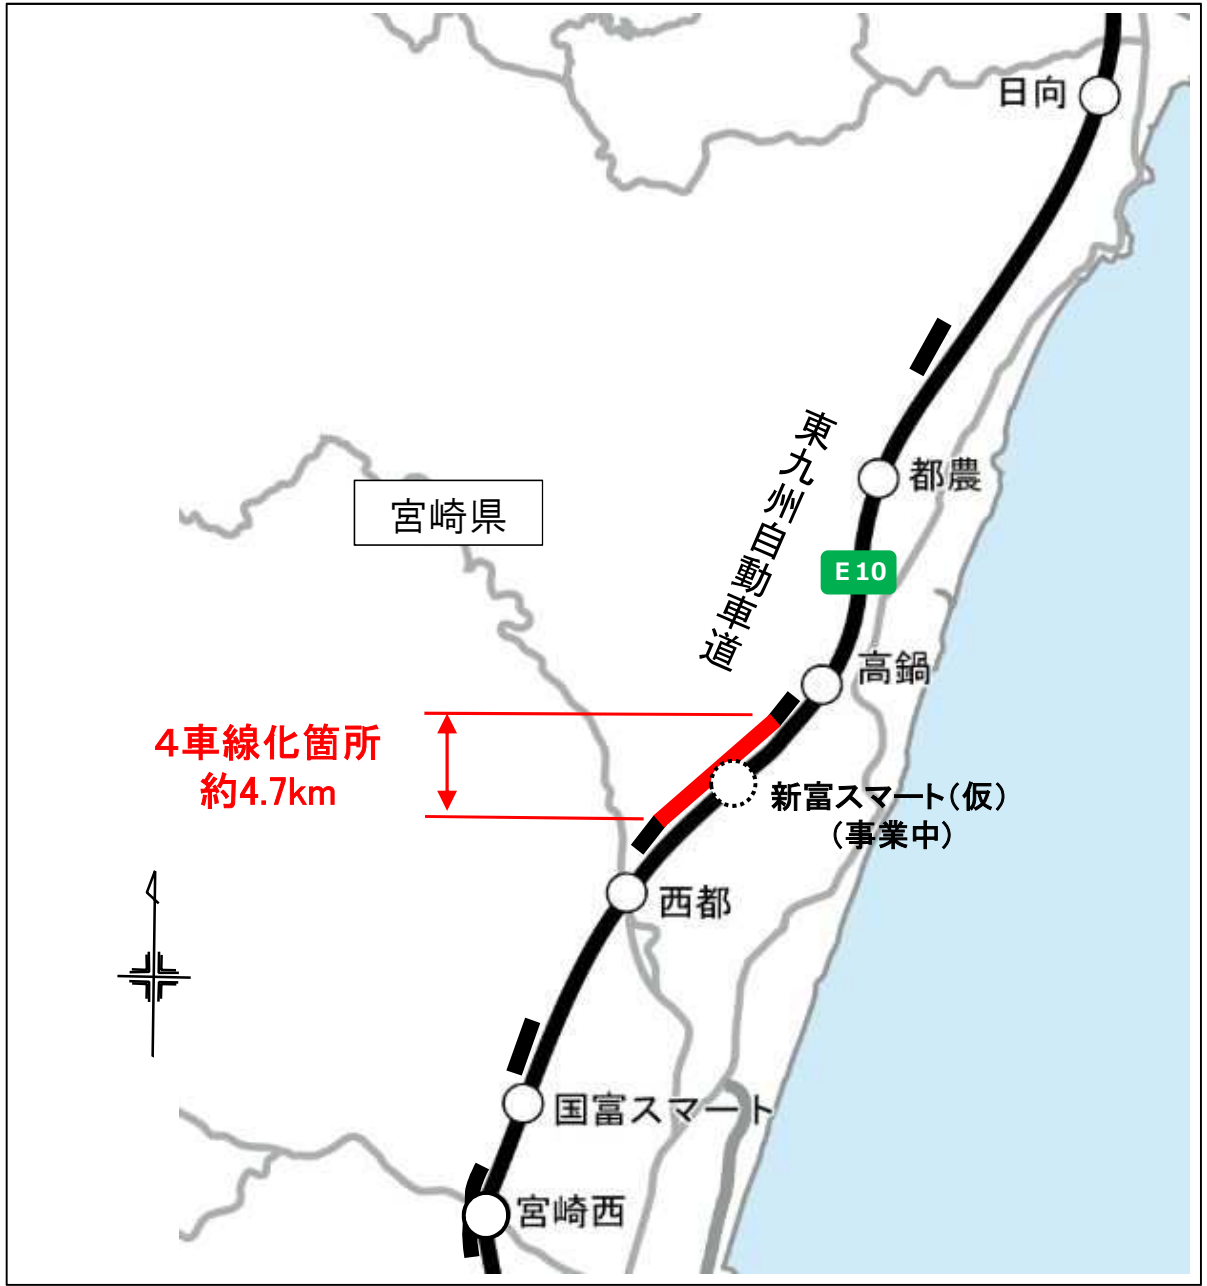 日向
東九州自動車道
都農
宮崎県
E10
高鍋
4車線化箇所
約4.7km
新富スマート(仮)
(事業中)
西都
国富スマート
宮崎西